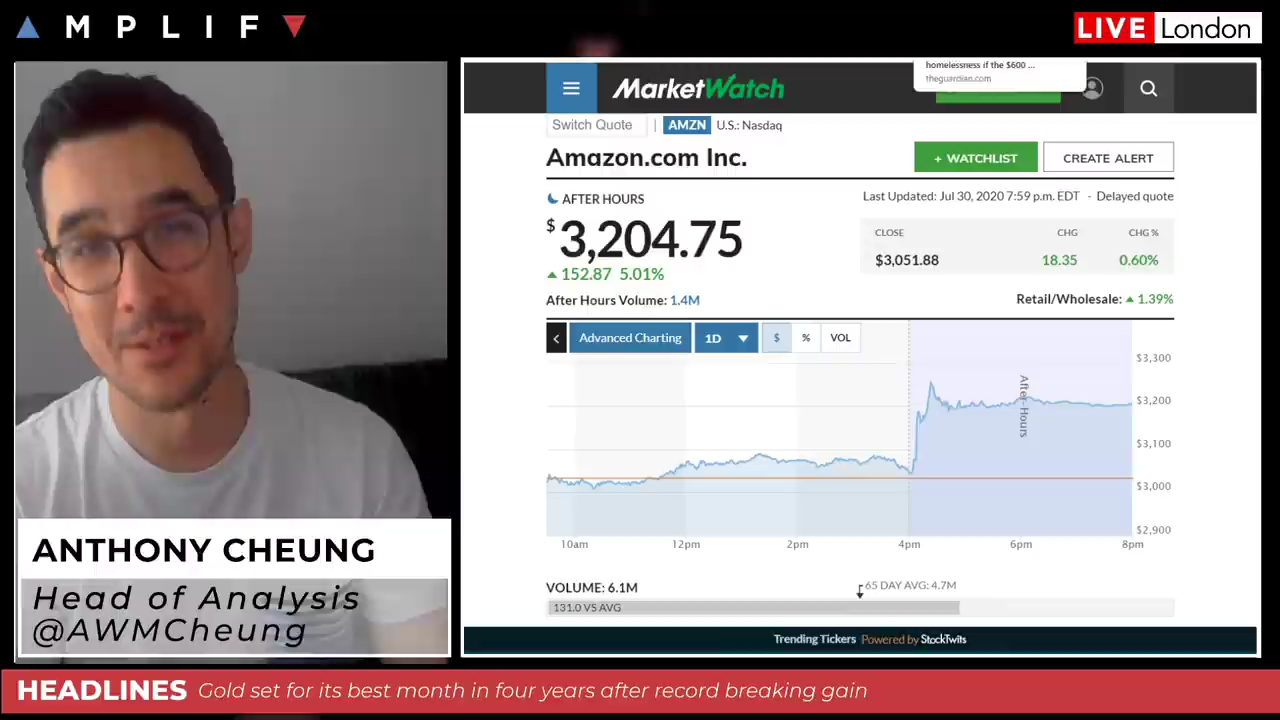 ▲ M P L I F ▼
LIVE London
homelessness if the $600 ...
theguardian.com
MarketWatch
Switch Quote | AMZN U.S.: Nasdaq
Amazon.com Inc.
+ WATCHLIST CREATE ALERT
AFTER HOURS
Last Updated: Jul 30, 2020 7:59 p.m. EDT - Delayed quote
$3,204.75
152.87 5.01%
CLOSE CHG CHG %
$3,051.88 18.35 0.60%
After Hours Volume: 1.4M
Retail/Wholesale: 1.39%
Advanced Charting 1D $ % VOL
After-Hours
$3,300
$3,200
$3,100
$3,000
$2,900
10am 12pm 2pm 4pm 6pm 8pm
VOLUME: 6.1M
65 DAY AVG: 4.7M
131.0 VS AVG
Trending Tickers Powered by StockTwits
ANTHONY CHEUNG
Head of Analysis
@AWMCheung
HEADLINES Gold set for its best month in four years after record breaking gain